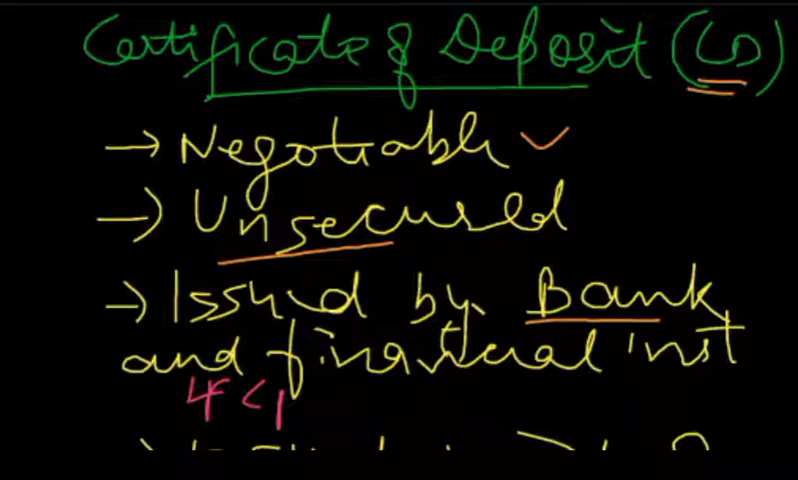 Certificate of Deposit (CD)
→ Negotiable ✓
→ Unsecured
→ Issued by Bank
and financial inst
4 < 1